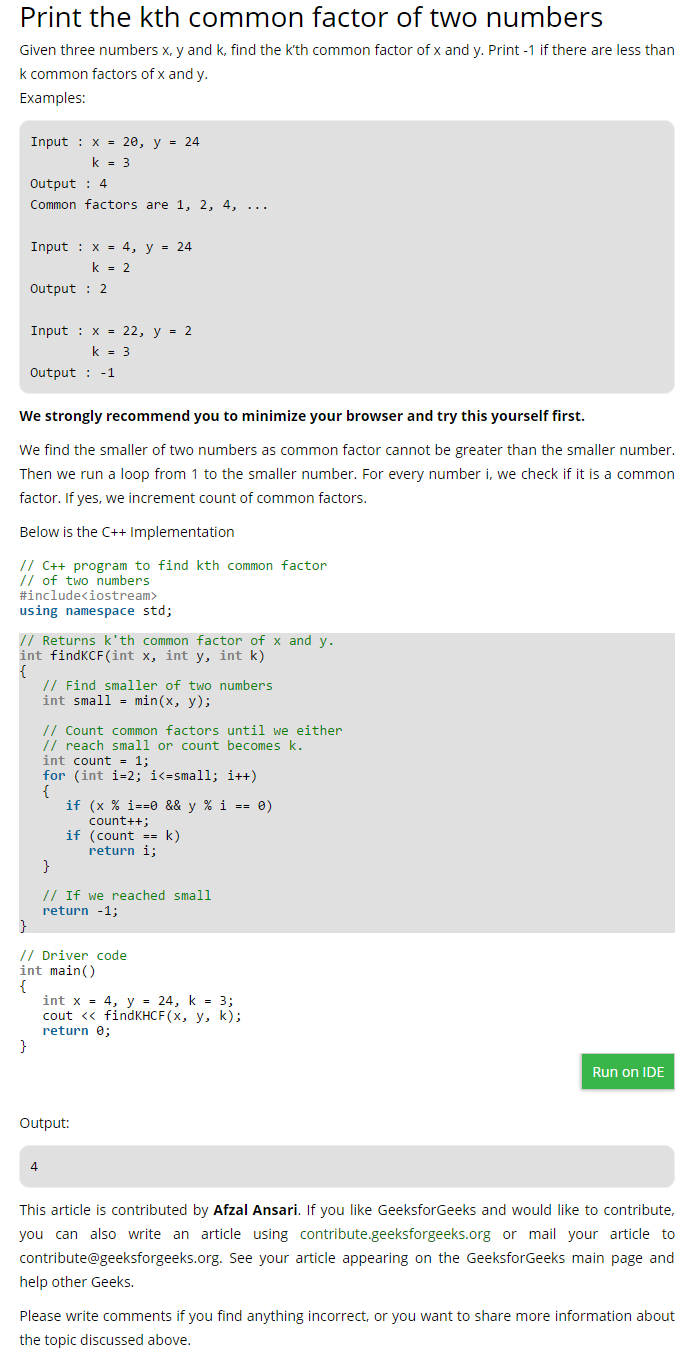 Print the kth common factor of two numbers
Given three numbers x, y and k, find the k'th common factor of x and y. Print -1 if there are less than
k common factors of x and y.
Examples:
Input : x = 20, y = 24
        k = 3
Output : 4
Common factors are 1, 2, 4, ...

Input : x = 4, y = 24
        k = 2
Output : 2

Input : x = 22, y = 2
        k = 3
Output : -1
We strongly recommend you to minimize your browser and try this yourself first.
We find the smaller of two numbers as common factor cannot be greater than the smaller number.
Then we run a loop from 1 to the smaller number. For every number i, we check if it is a common
factor. If yes, we increment count of common factors.
Below is the C++ Implementation
// C++ program to find kth common factor
// of two numbers
#include<iostream>
using namespace std;

// Returns k'th common factor of x and y.
int findKCF(int x, int y, int k)
{
   // Find smaller of two numbers
   int small = min(x, y);

   // Count common factors until we either
   // reach small or count becomes k.
   int count = 1;
   for (int i=2; i<=small; i++)
   {
      if (x % i==0 && y % i == 0)
         count++;
      if (count == k)
         return i;
   }

   // If we reached small
   return -1;
}

// Driver code
int main()
{
   int x = 4, y = 24, k = 3;
   cout << findKHCF(x, y, k);
   return 0;
}
Run on IDE
Output:
4
This article is contributed by Afzal Ansari. If you like GeeksforGeeks and would like to contribute,
you can also write an article using contribute.geeksforgeeks.org or mail your article to
contribute@geeksforgeeks.org. See your article appearing on the GeeksforGeeks main page and
help other Geeks.
Please write comments if you find anything incorrect, or you want to share more information about
the topic discussed above.